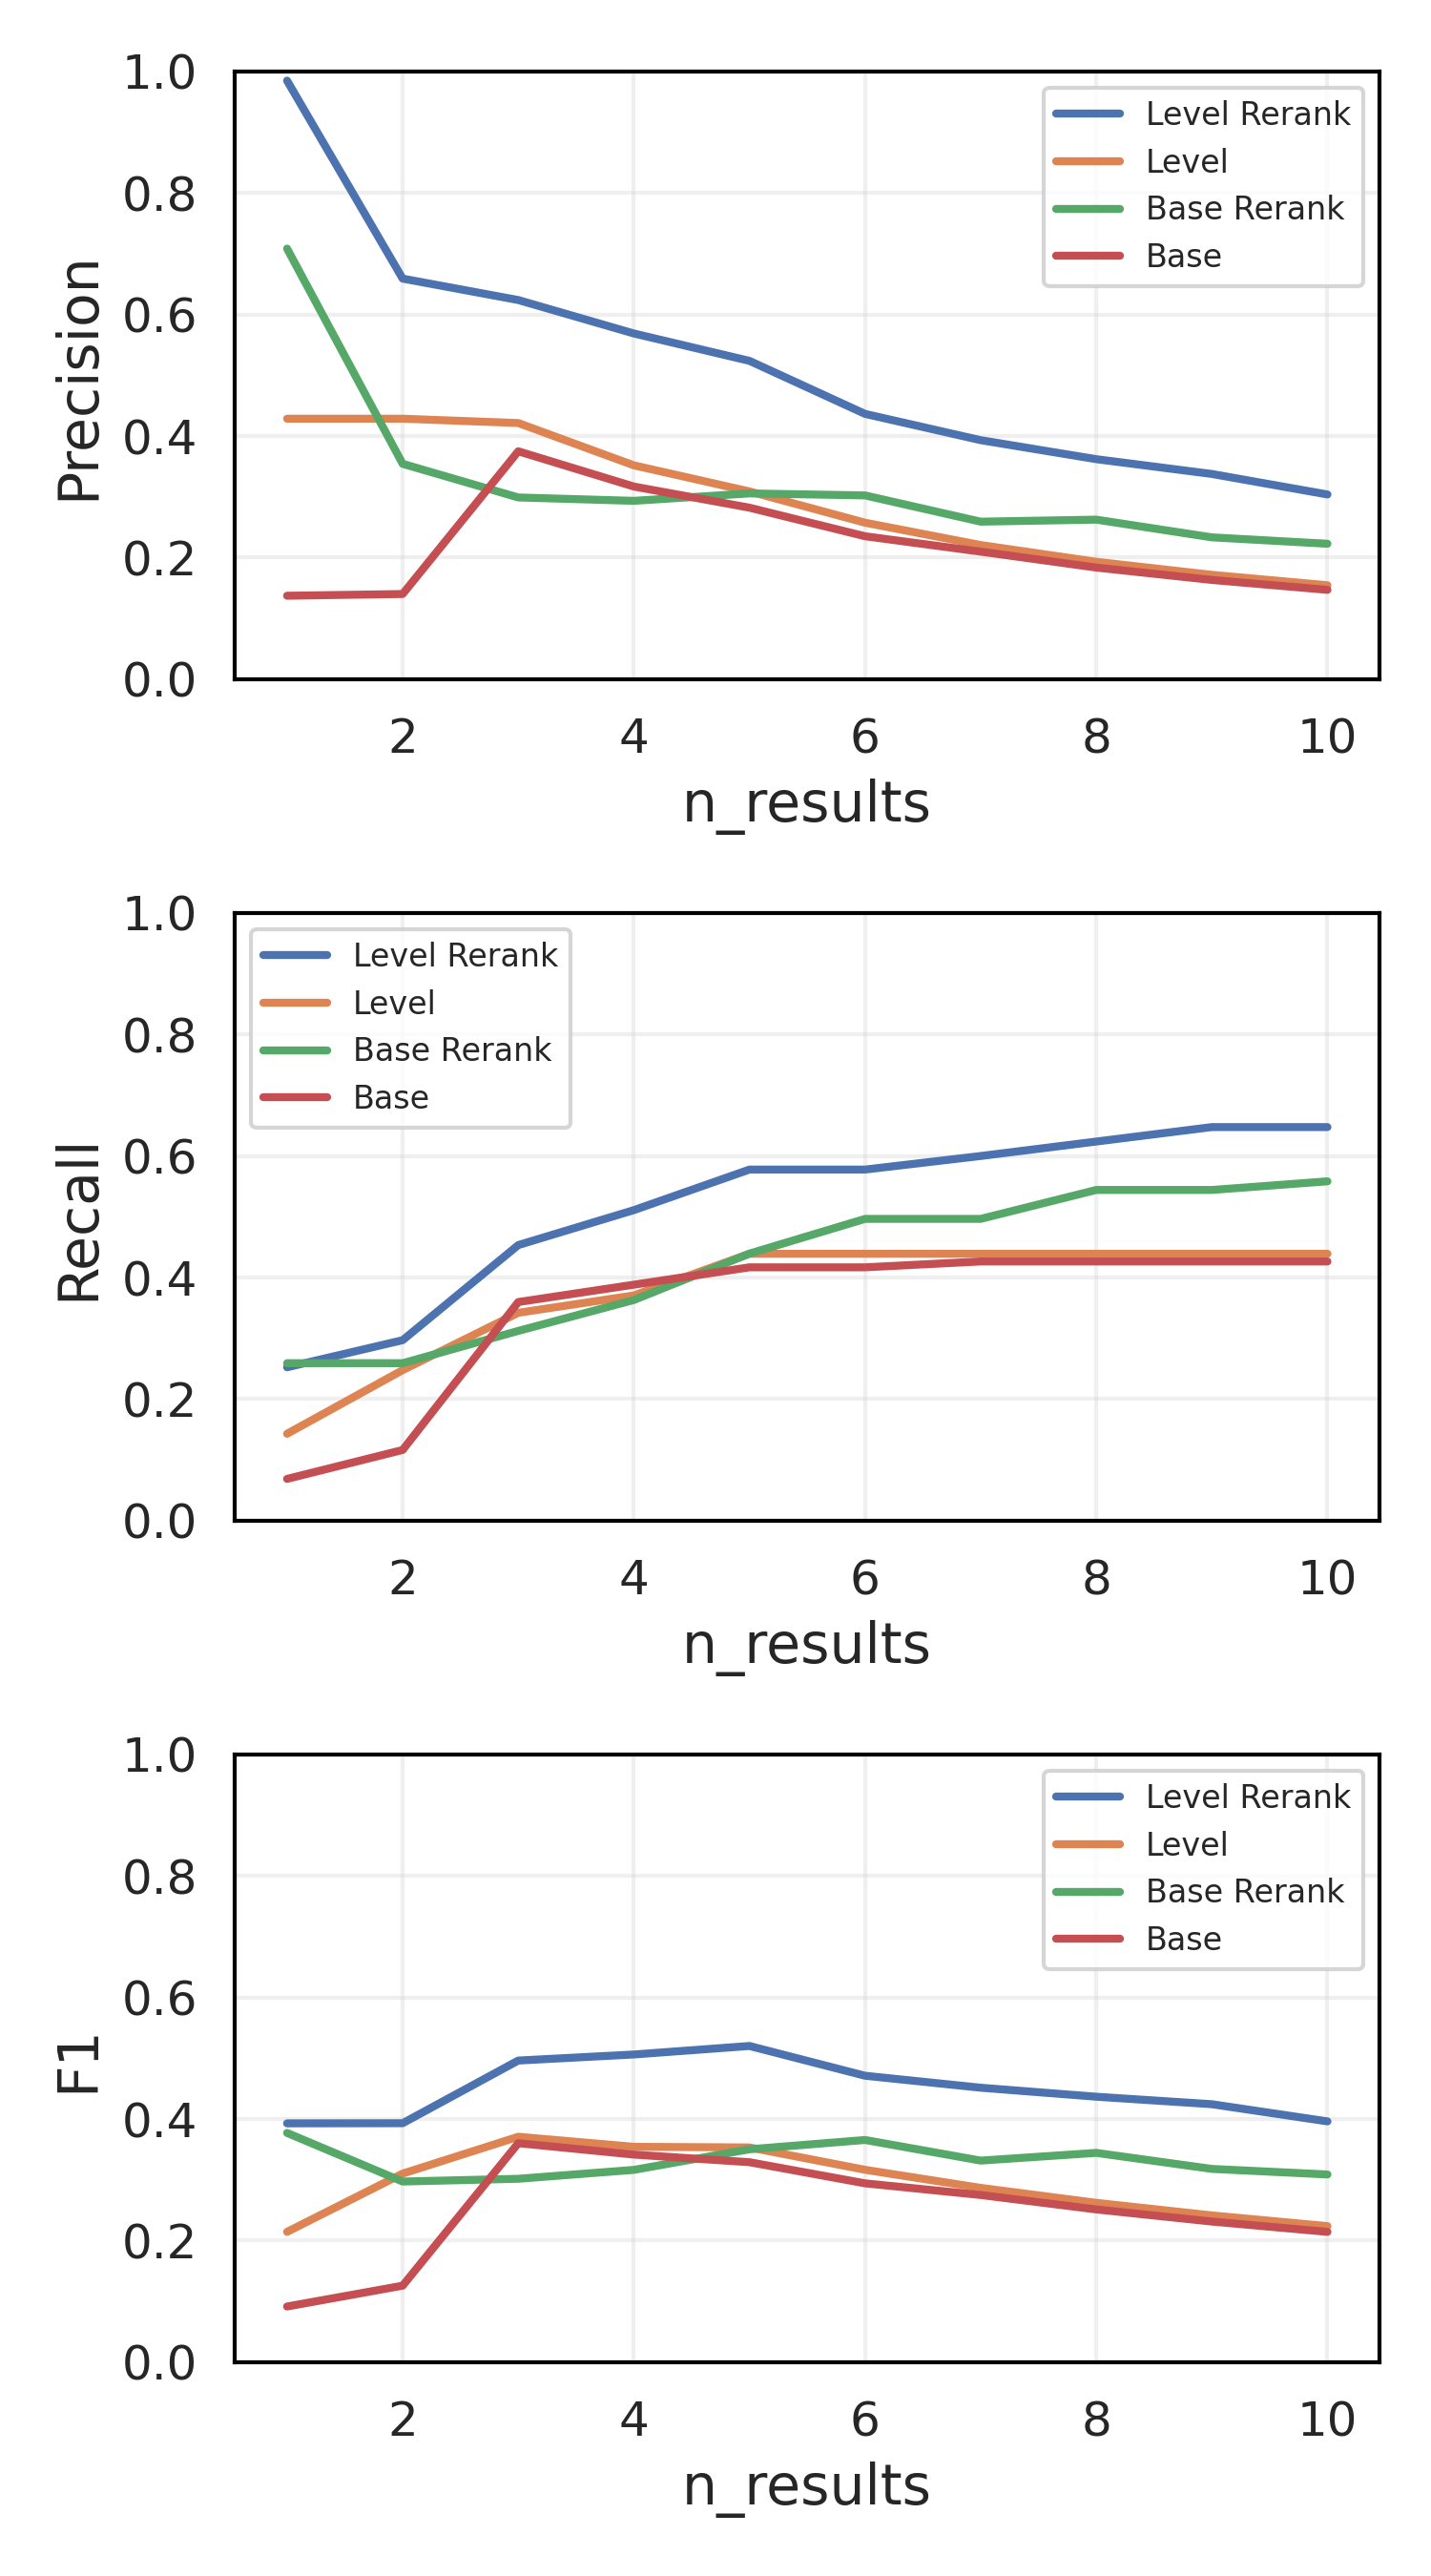 1.0
0.8
0.6
0.4
0.2
0.0
Precision
Level Rerank
Level
Base Rerank
Base
2 4 6 8 10
n_results
1.0
0.8
0.6
0.4
0.2
0.0
Recall
Level Rerank
Level
Base Rerank
Base
2 4 6 8 10
n_results
1.0
0.8
0.6
0.4
0.2
0.0
F1
Level Rerank
Level
Base Rerank
Base
2 4 6 8 10
n_results